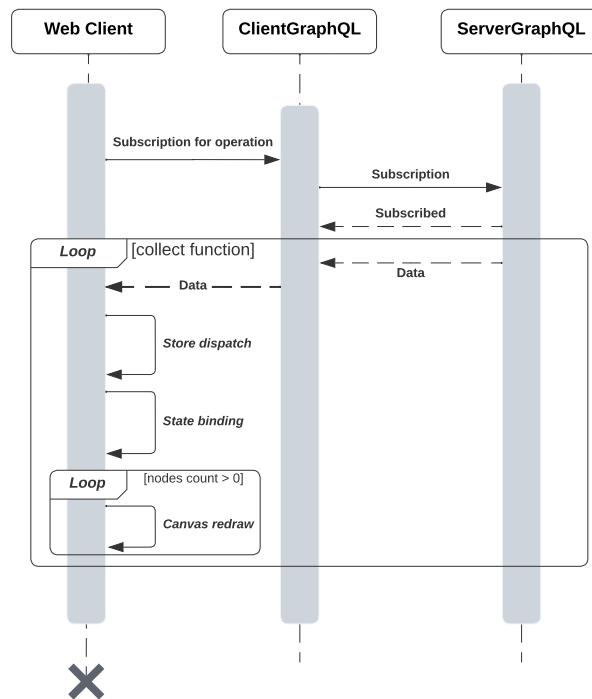 Web Client
ClientGraphQL
ServerGraphQL
Subscription for operation
Subscription
Subscribed
Loop
[collect function]
Data
Data
Store dispatch
State binding
Loop
[nodes count > 0]
Canvas redraw